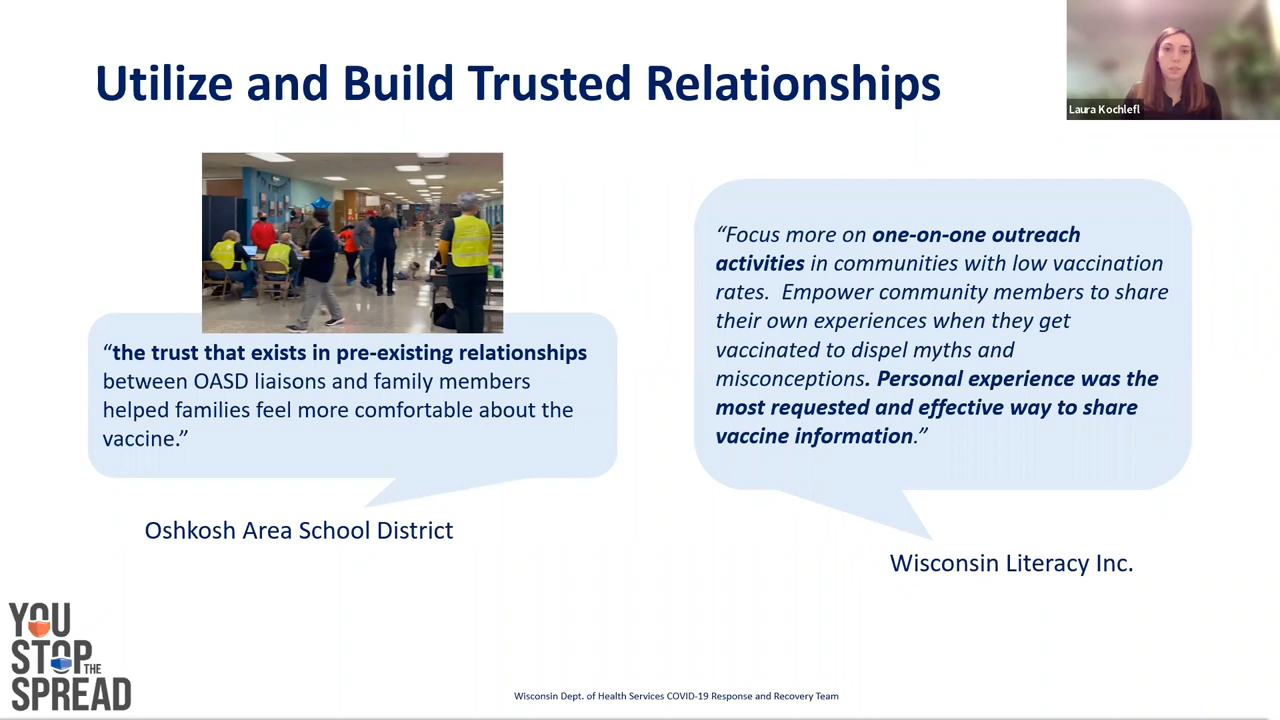 Utilize and Build Trusted Relationships
Laura Kochlefl
“the trust that exists in pre-existing relationships
between OASD liaisons and family members
helped families feel more comfortable about the
vaccine.”
Oshkosh Area School District
“Focus more on one-on-one outreach
activities in communities with low vaccination
rates.  Empower community members to share
their own experiences when they get
vaccinated to dispel myths and
misconceptions. Personal experience was the
most requested and effective way to share
vaccine information.”
Wisconsin Literacy Inc.
YOU
STOP THE
SPREAD
Wisconsin Dept. of Health Services COVID-19 Response and Recovery Team